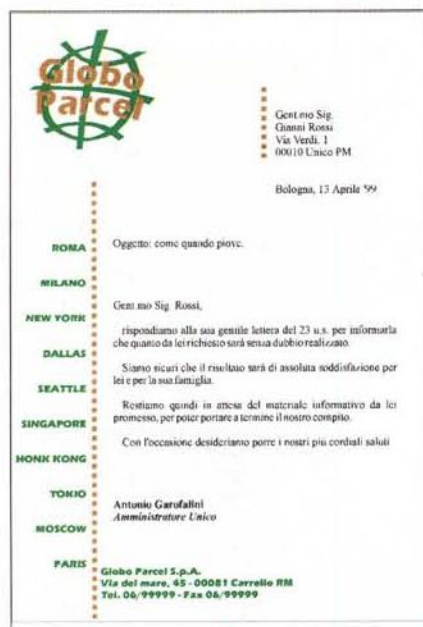 Globo
Parcel
Gent.mo Sig.
Gianni Rossi
Via Verdi, 1
00010 Unico PM
Bologna, 13 Aprile '99
Oggetto: come quando piove.
Gent.mo Sig. Rossi,
rispondiamo alla sua gentile lettera del 23 u.s. per informarla
che quanto da lei richiesto sarà senza dubbio realizzato.
Siamo sicuri che il risultato sarà di assoluta soddisfazione per
lei e per la sua famiglia.
Restiamo quindi in attesa del materiale informativo da lei
promesso, per poter portare a termine il nostro compito.
Con l'occasione desideriamo porre i nostri più cordiali saluti
Antonio Garofalini
Amministratore Unico
ROMA
MILANO
NEW YORK
DALLAS
SEATTLE
SINGAPORE
HONK KONG
TOKIO
MOSCOW
PARIS
Globo Parcel S.p.A.
Via del mare, 45 - 00081 Carrello RM
Tel. 06/99999 - Fax 06/99999